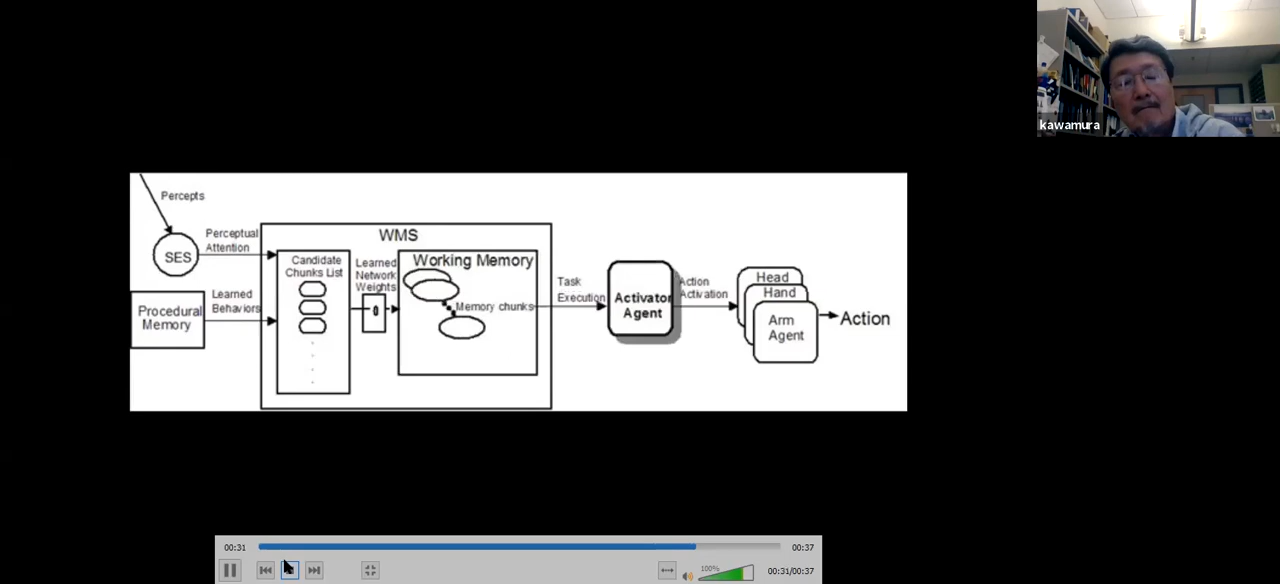 kawamura
Percepts
SES
Perceptual
Attention
Procedural
Memory
Learned
Behaviors
WMS
Candidate
Chunks List
Learned
Network
Weights
0
Working Memory
Memory chunks
Task
Execution
Activator
Agent
Action
Activation
Head
Hand
Arm
Agent
Action
00:31
00:37
100%
00:31/00:37